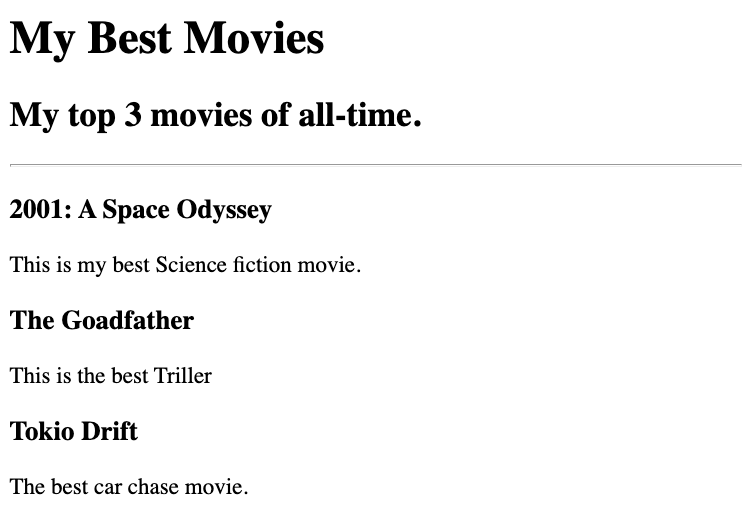 My Best Movies
My top 3 movies of all-time.
2001: A Space Odyssey
This is my best Science fiction movie.
The Goadfather
This is the best Triller
Tokio Drift
The best car chase movie.